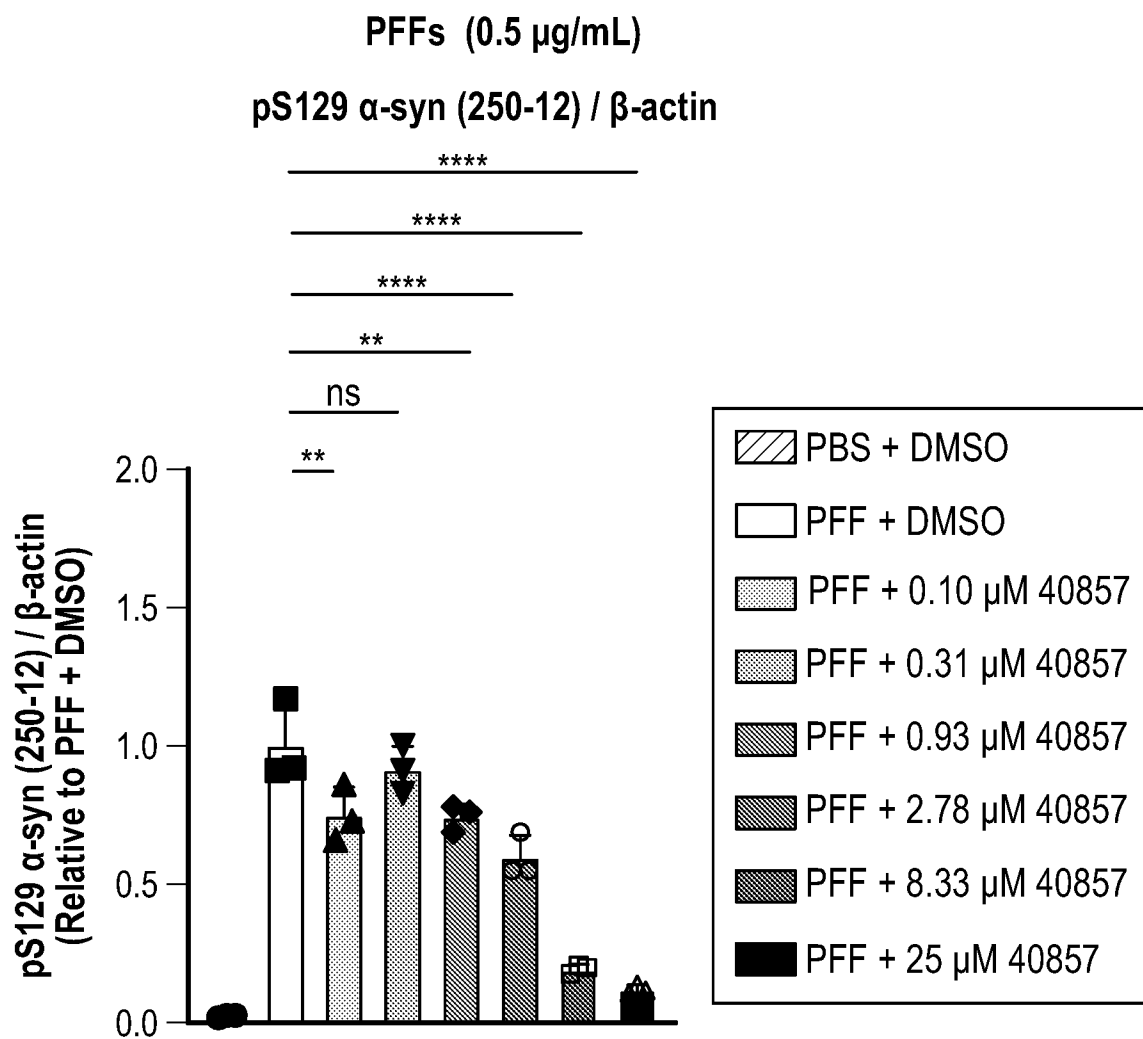 PFFs (0.5 µg/mL)
pS129 α-syn (250-12) / β-actin
****
****
****
**
ns
**
pS129 α-syn (250-12) / β-actin
(Relative to PFF + DMSO)
2.0
1.5
1.0
0.5
0.0
PBS + DMSO
PFF + DMSO
PFF + 0.10 µM 40857
PFF + 0.31 µM 40857
PFF + 0.93 µM 40857
PFF + 2.78 µM 40857
PFF + 8.33 µM 40857
PFF + 25 µM 40857